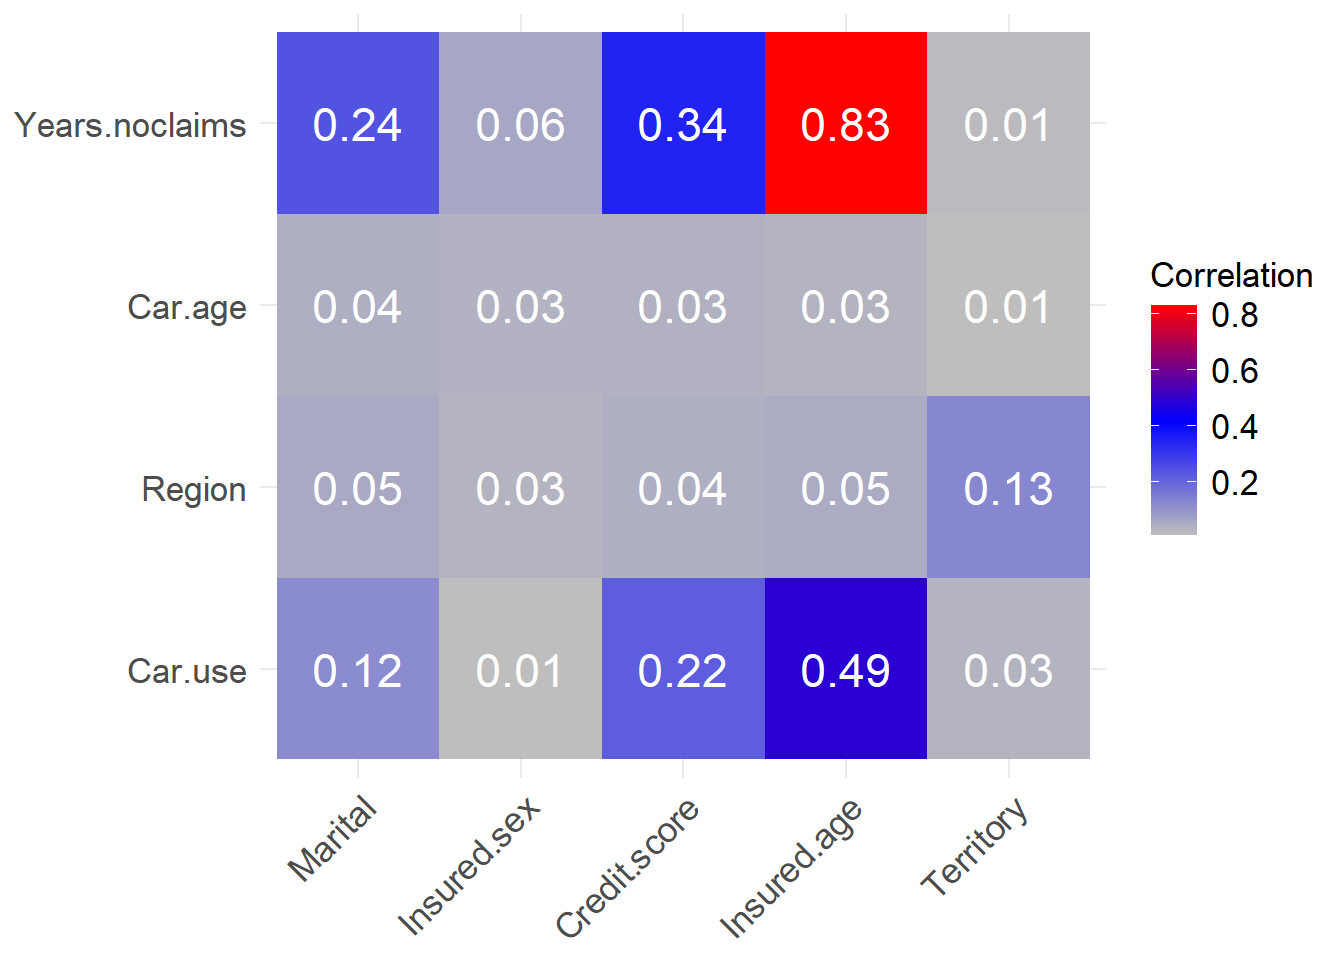 Years.noclaims 0.24 0.06 0.34 0.83 0.01
Car.age 0.04 0.03 0.03 0.03 0.01
Region 0.05 0.03 0.04 0.05 0.13
Car.use 0.12 0.01 0.22 0.49 0.03
Marital
Insured.sex
Credit.score
Insured.age
Territory
Correlation
0.8
0.6
0.4
0.2